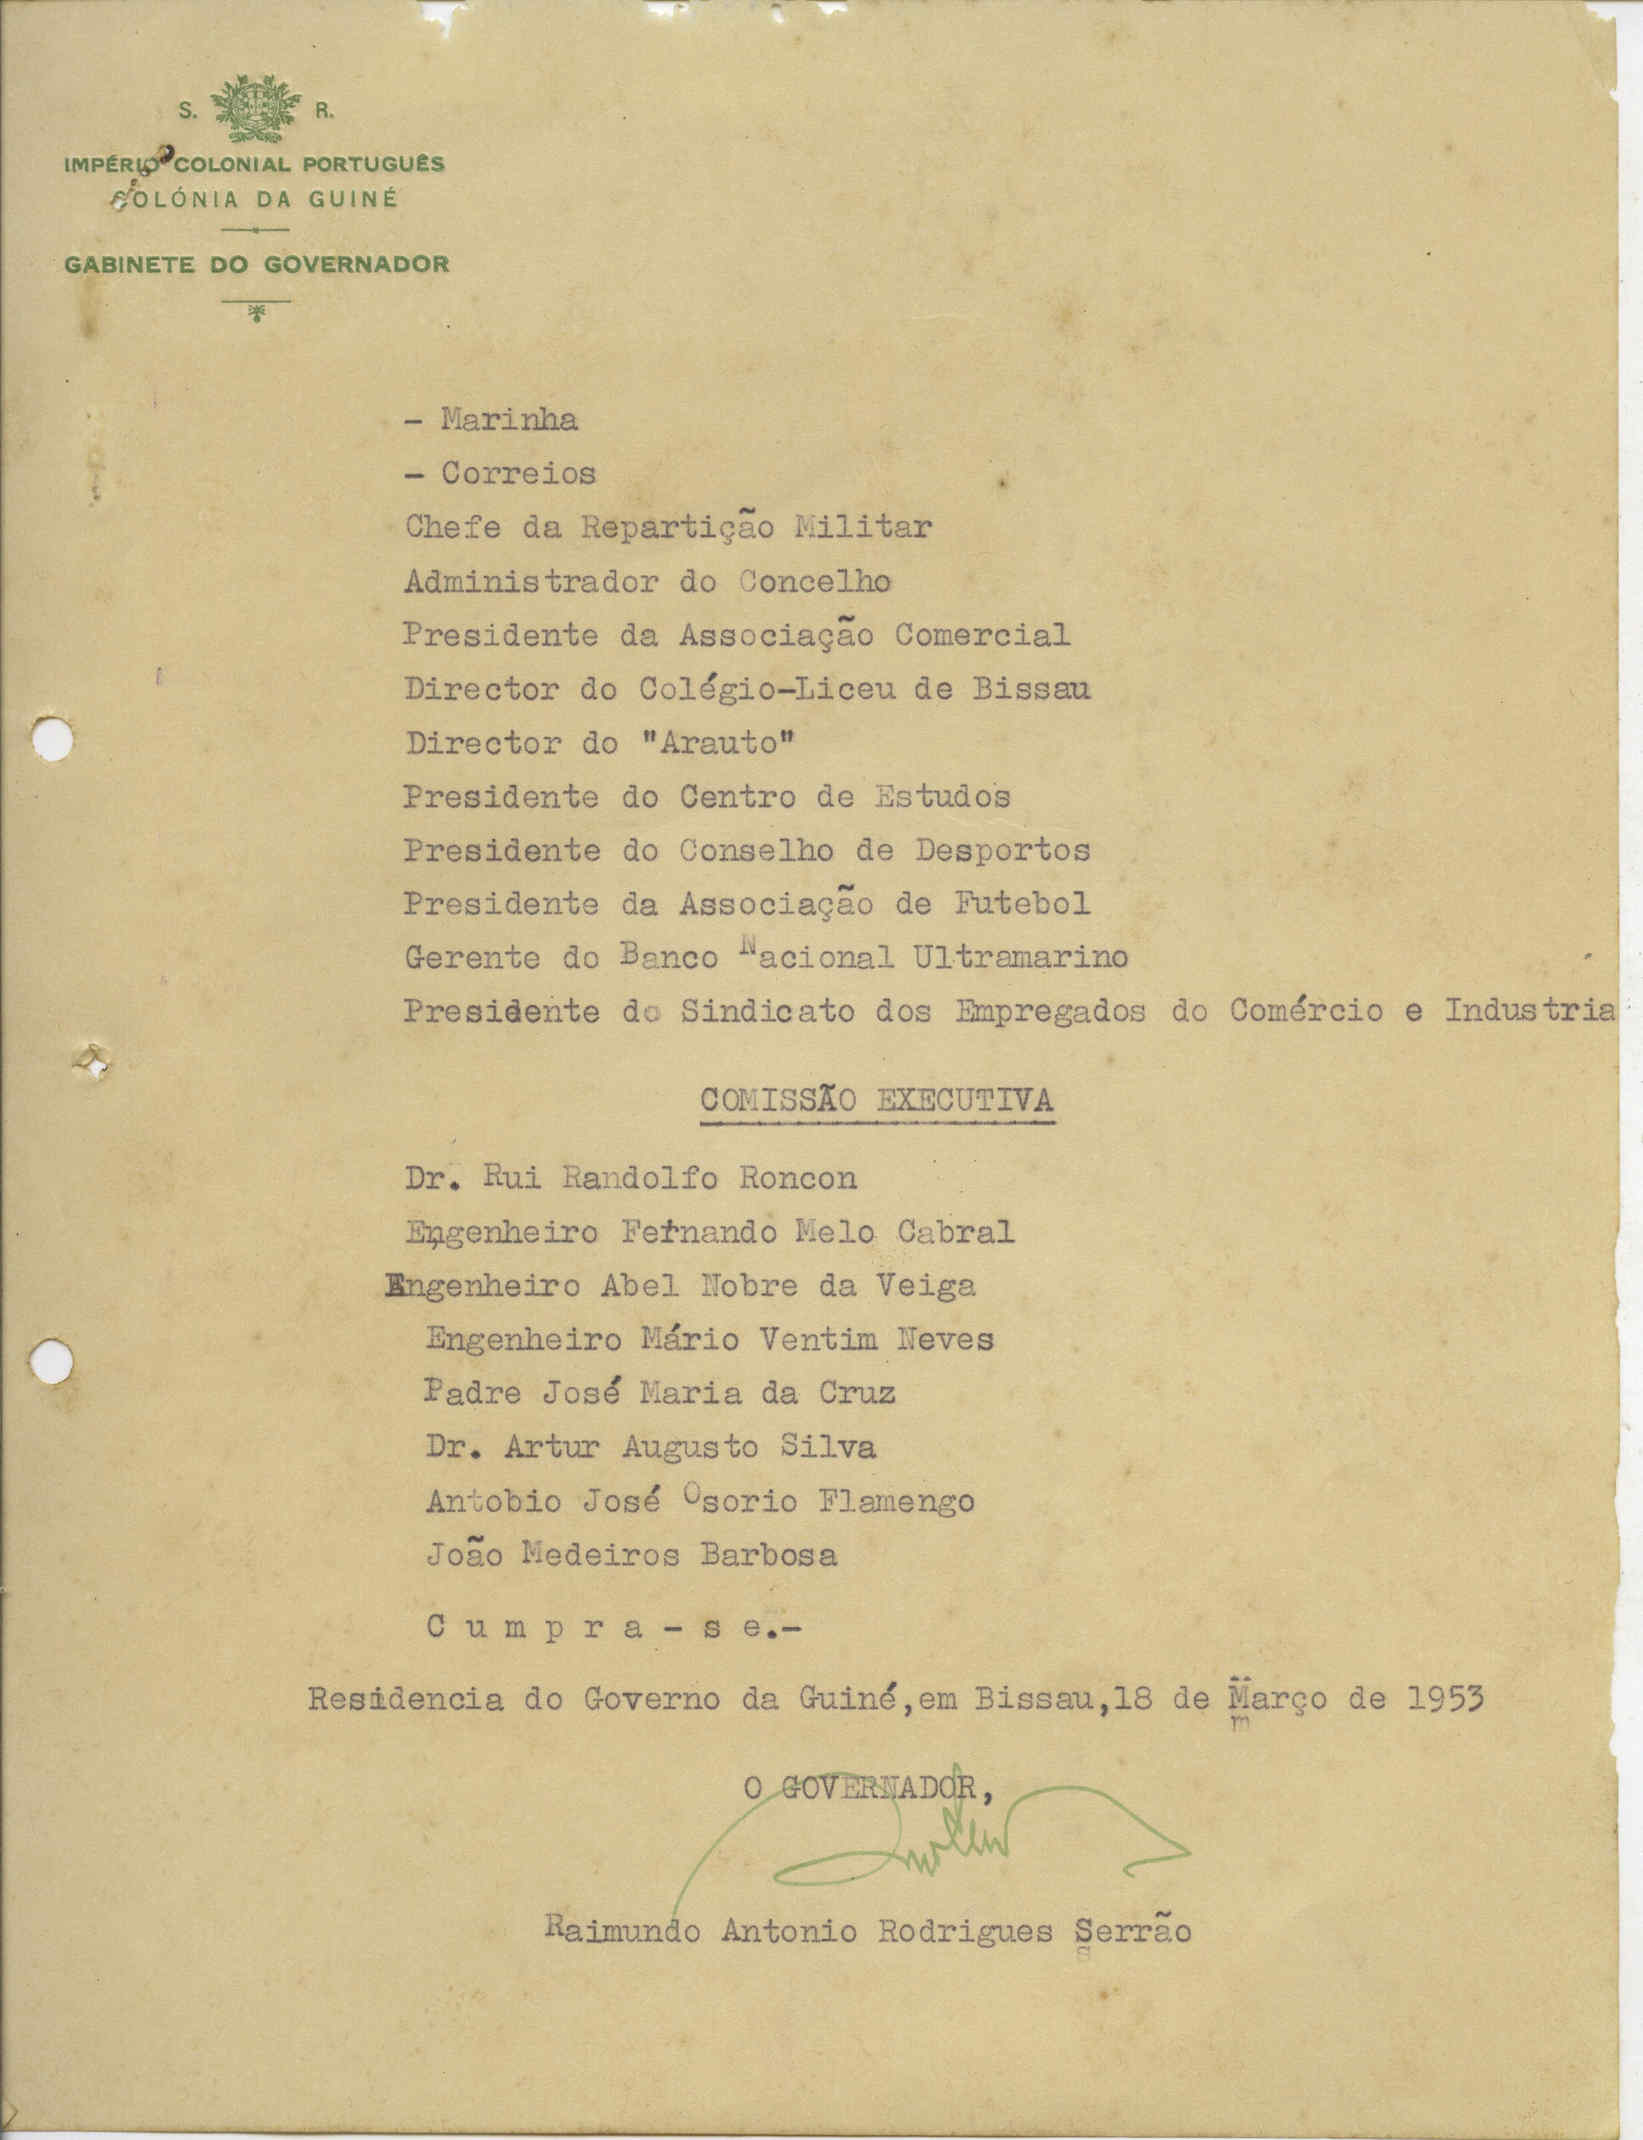 S. R.
IMPÉRIO COLONIAL PORTUGUÊS
COLÓNIA DA GUINÉ
GABINETE DO GOVERNADOR
- Marinha
- Correios
Chefe da Repartição Militar
Administrador do Concelho
Presidente da Associação Comercial
Director do Colégio-Liceu de Bissau
Director do "Arauto"
Presidente do Centro de Estudos
Presidente do Conselho de Desportos
Presidente da Associação de Futebol
Gerente do Banco Nacional Ultramarino
Presidente do Sindicato dos Empregados do Comércio e Industria
COMISSÃO EXECUTIVA
Dr. Rui Randolfo Roncon
Engenheiro Fernando Melo Cabral
Engenheiro Abel Nobre da Veiga
Engenheiro Mário Ventim Neves
Padre José Maria da Cruz
Dr. Artur Augusto Silva
Antobio José Osorio Flamengo
João Medeiros Barbosa
C u m p r a - s e.-
Residencia do Governo da Guiné,em Bissau,18 de Março de 1953
O GOVERNADOR,
Raimundo Antonio Rodrigues Serrão